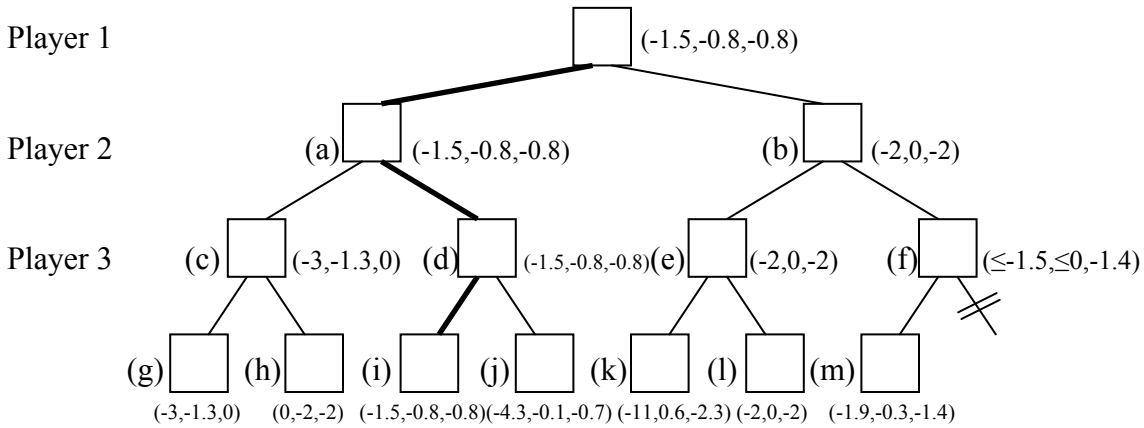 Player 1
(-1.5,-0.8,-0.8)
Player 2
(a)
(-1.5,-0.8,-0.8)
(b)
(-2,0,-2)
Player 3
(c)
(-3,-1.3,0)
(d)
(-1.5,-0.8,-0.8)
(e)
(-2,0,-2)
(f)
(≤-1.5,≤0,-1.4)
(g)
(h)
(i)
(j)
(k)
(l)
(m)
(-3,-1.3,0)
(0,-2,-2)
(-1.5,-0.8,-0.8)
(-4.3,-0.1,-0.7)
(-11,0.6,-2.3)
(-2,0,-2)
(-1.9,-0.3,-1.4)